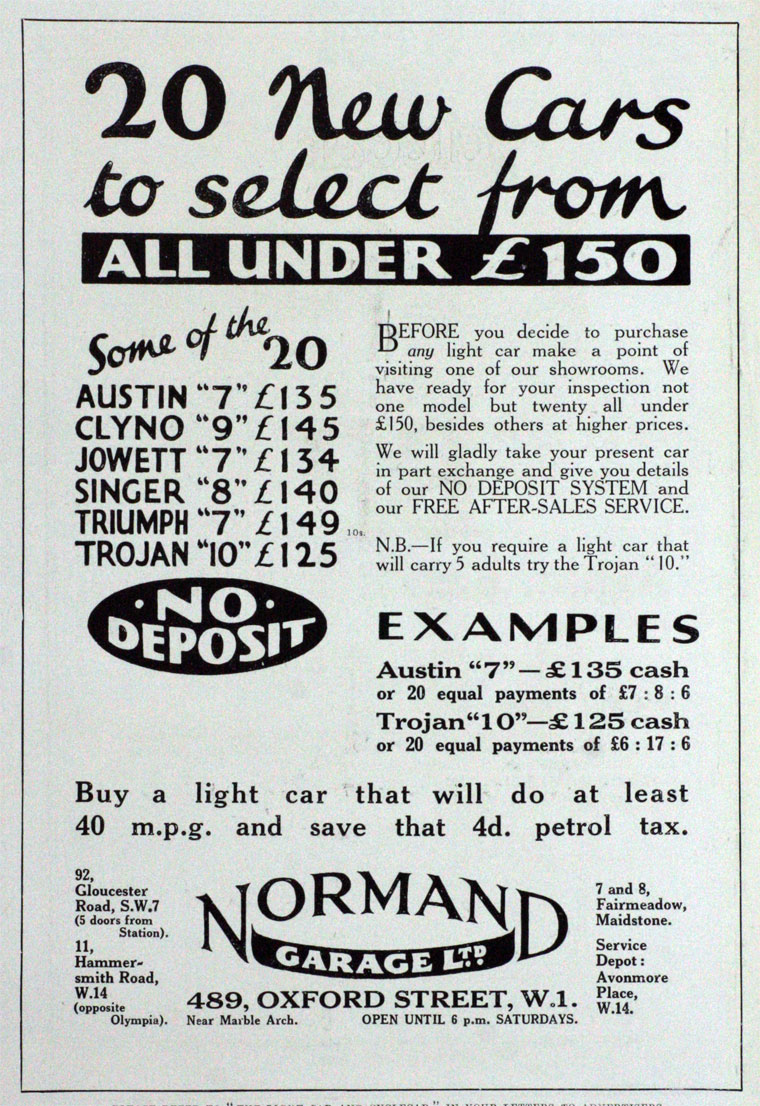 20 New Cars
to select from
ALL UNDER £150
Some of the 20
AUSTIN "7" £135
CLYNO "9" £145
JOWETT "7" £134
SINGER "8" £140
TRIUMPH "7" £149 10s.
TROJAN "10" £125
·NO·
DEPOSIT
BEFORE you decide to purchase
any light car make a point of
visiting one of our showrooms. We
have ready for your inspection not
one model but twenty all under
£150, besides others at higher prices.
We will gladly take your present car
in part exchange and give you details
of our NO DEPOSIT SYSTEM and
our FREE AFTER-SALES SERVICE.
N.B.—If you require a light car that
will carry 5 adults try the Trojan "10."
EXAMPLES
Austin "7"—£135 cash
or 20 equal payments of £7 : 8 : 6
Trojan "10"—£125 cash
or 20 equal payments of £6 : 17 : 6
Buy a light car that will do at least
40 m.p.g. and save that 4d. petrol tax.
92,
Gloucester
Road, S.W.7
(5 doors from
Station).
11,
Hammer-
smith Road,
W.14
(opposite
Olympia).
NORMAND
GARAGE LTD
489, OXFORD STREET, W.1.
Near Marble Arch. OPEN UNTIL 6 p.m. SATURDAYS.
7 and 8,
Fairmeadow,
Maidstone.
Service
Depot:
Avonmore
Place,
W.14.